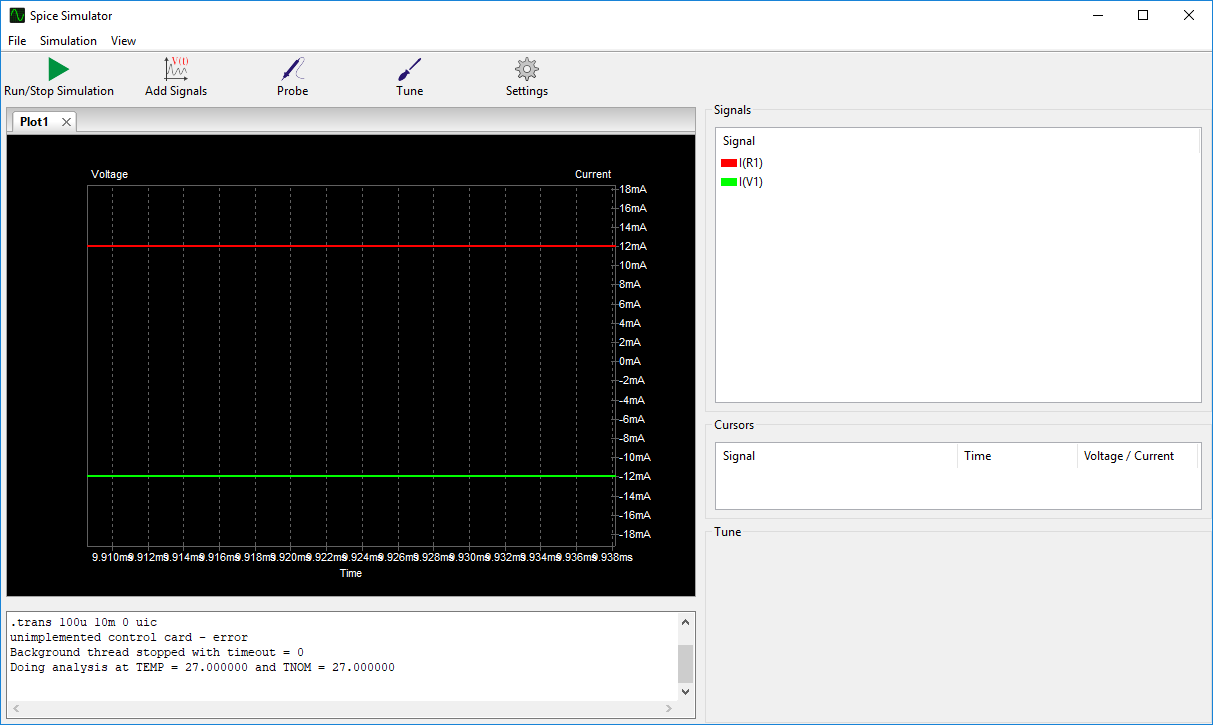 Spice Simulator
File Simulation View
Run/Stop Simulation Add Signals V(t) Probe Tune Settings
Plot1
Voltage Current
18mA
16mA
14mA
12mA
10mA
8mA
6mA
4mA
2mA
0mA
-2mA
-4mA
-6mA
-8mA
-10mA
-12mA
-14mA
-16mA
-18mA
9.910ms 9.912ms 9.914ms 9.916ms 9.918ms 9.920ms 9.922ms 9.924ms 9.926ms 9.928ms 9.930ms 9.932ms 9.934ms 9.936ms 9.938ms
Time
.trans 100u 10m 0 uic
unimplemented control card - error
Background thread stopped with timeout = 0
Doing analysis at TEMP = 27.000000 and TNOM = 27.000000
Signals
Signal
I(R1)
I(V1)
Cursors
Signal Time Voltage / Current
Tune